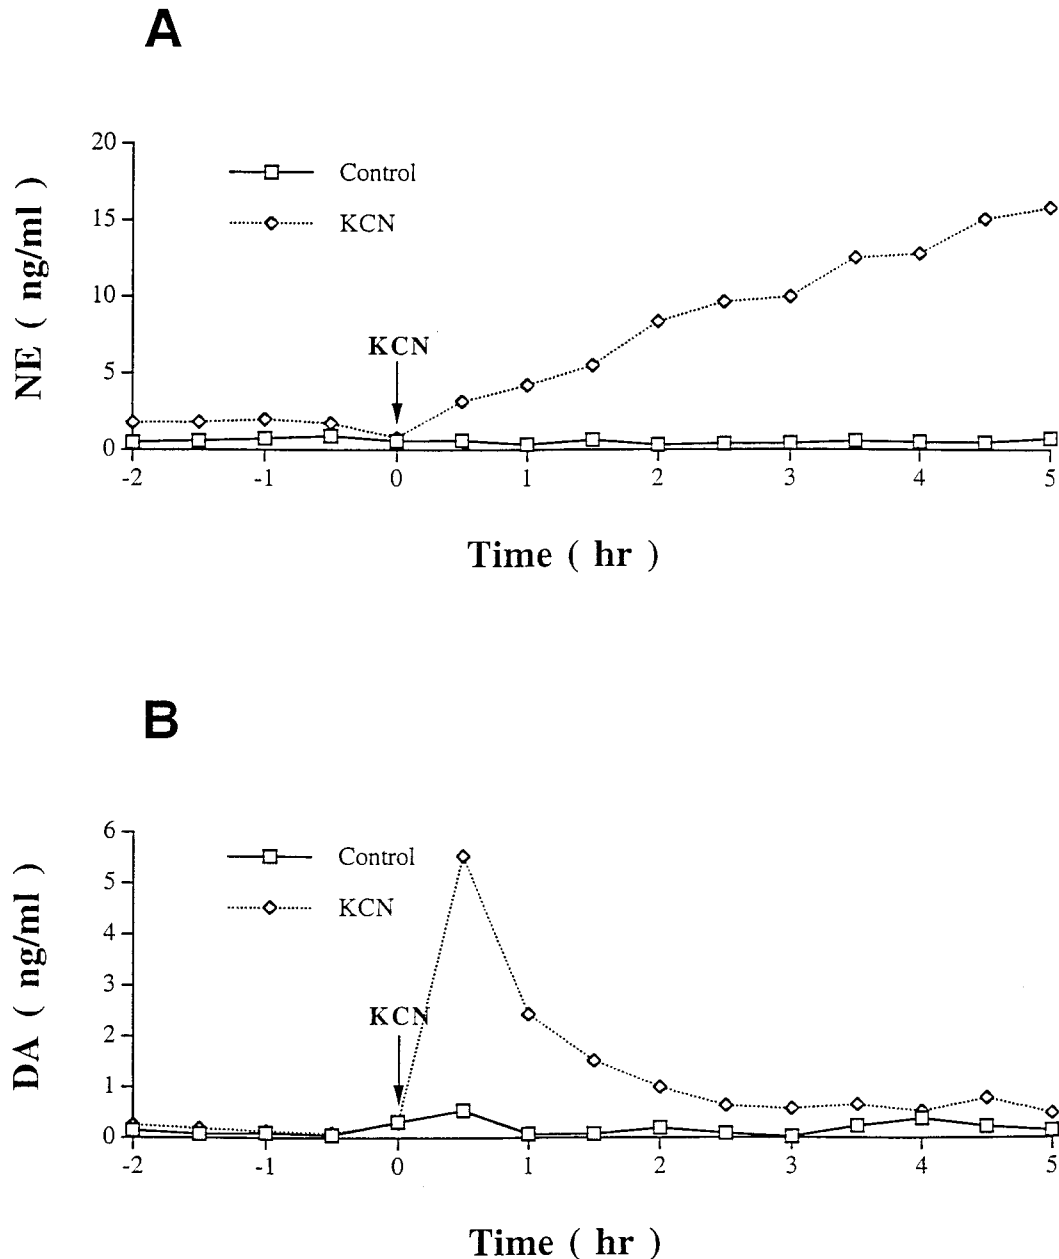 A
20
15
10
5
0
NE ( ng/ml )
Control
KCN
KCN
-2 -1 0 1 2 3 4 5
Time ( hr )
B
6
5
4
3
2
1
0
DA ( ng/ml )
Control
KCN
KCN
-2 -1 0 1 2 3 4 5
Time ( hr )